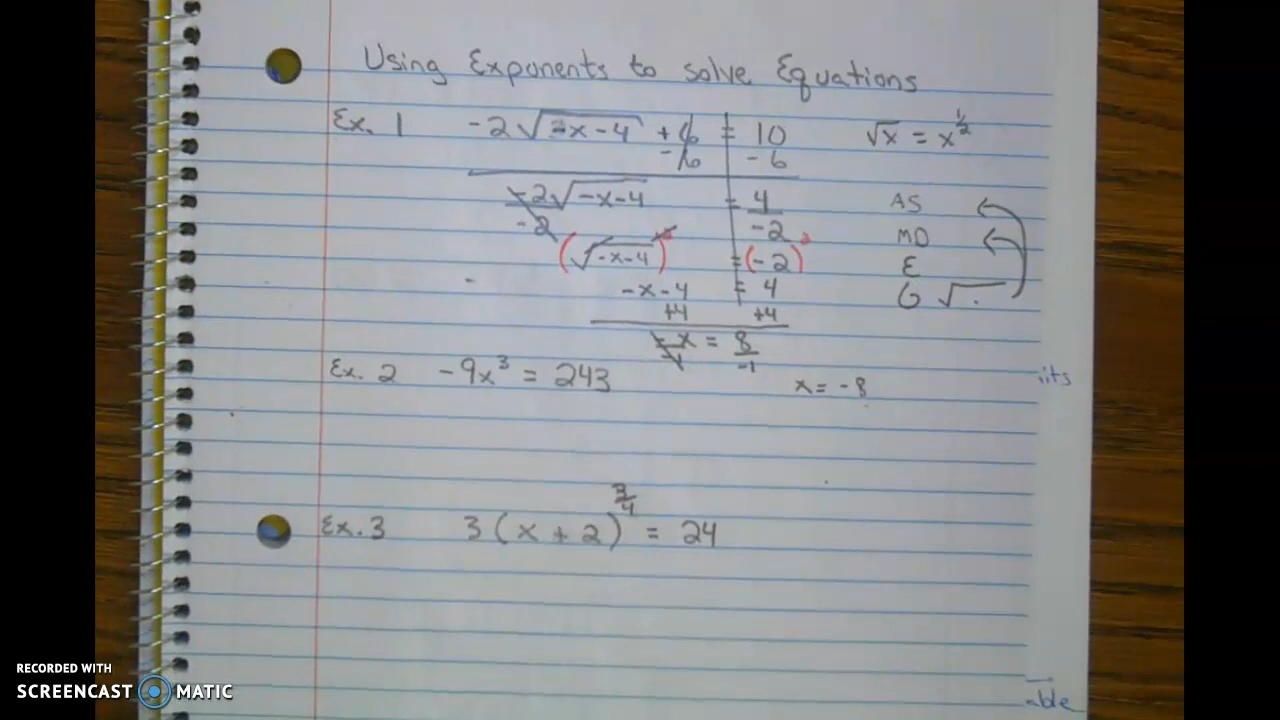 Using Exponents to solve Equations
Ex. 1 -2√-x-4 + 6 = 10 √x = x^½
-6 -6
-2√-x-4 = 4 AS
-2 -2 MD
(√-x-4)² = (-2)² E
-x-4 = 4 G √
+4 +4
-x = 8
-1 -1
Ex. 2 -9x³ = 243 x = -8
Ex. 3 3(x+2)^¾ = 24
RECORDED WITH
SCREENCAST MATIC